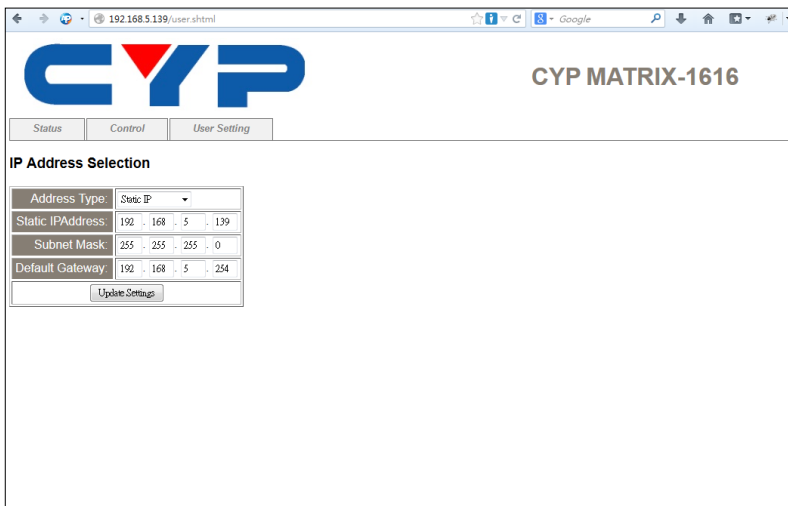 192.168.5.139/user.shtml
8 Google
CYP
CYP MATRIX-1616
Status Control User Setting
IP Address Selection
Address Type: Static IP
Static IPAddress: 192 . 168 . 5 . 139
Subnet Mask: 255 . 255 . 255 . 0
Default Gateway: 192 . 168 . 5 . 254
Update Settings